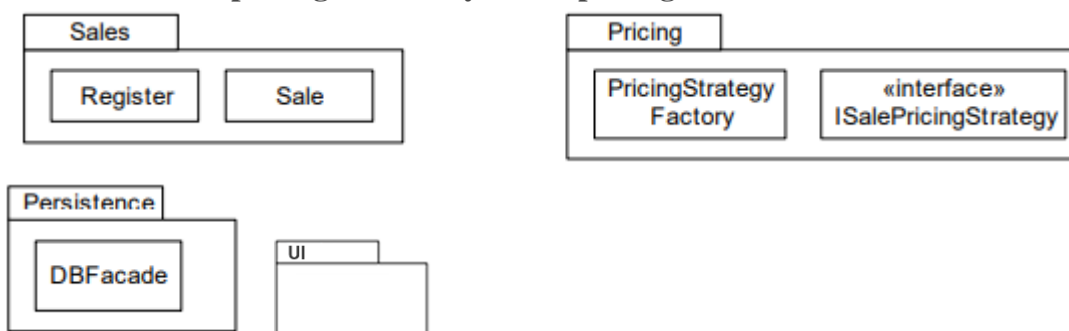 Sales
Register
Sale
Pricing
PricingStrategy
Factory
«interface»
ISalePricingStrategy
Persistence
DBFacade
UI